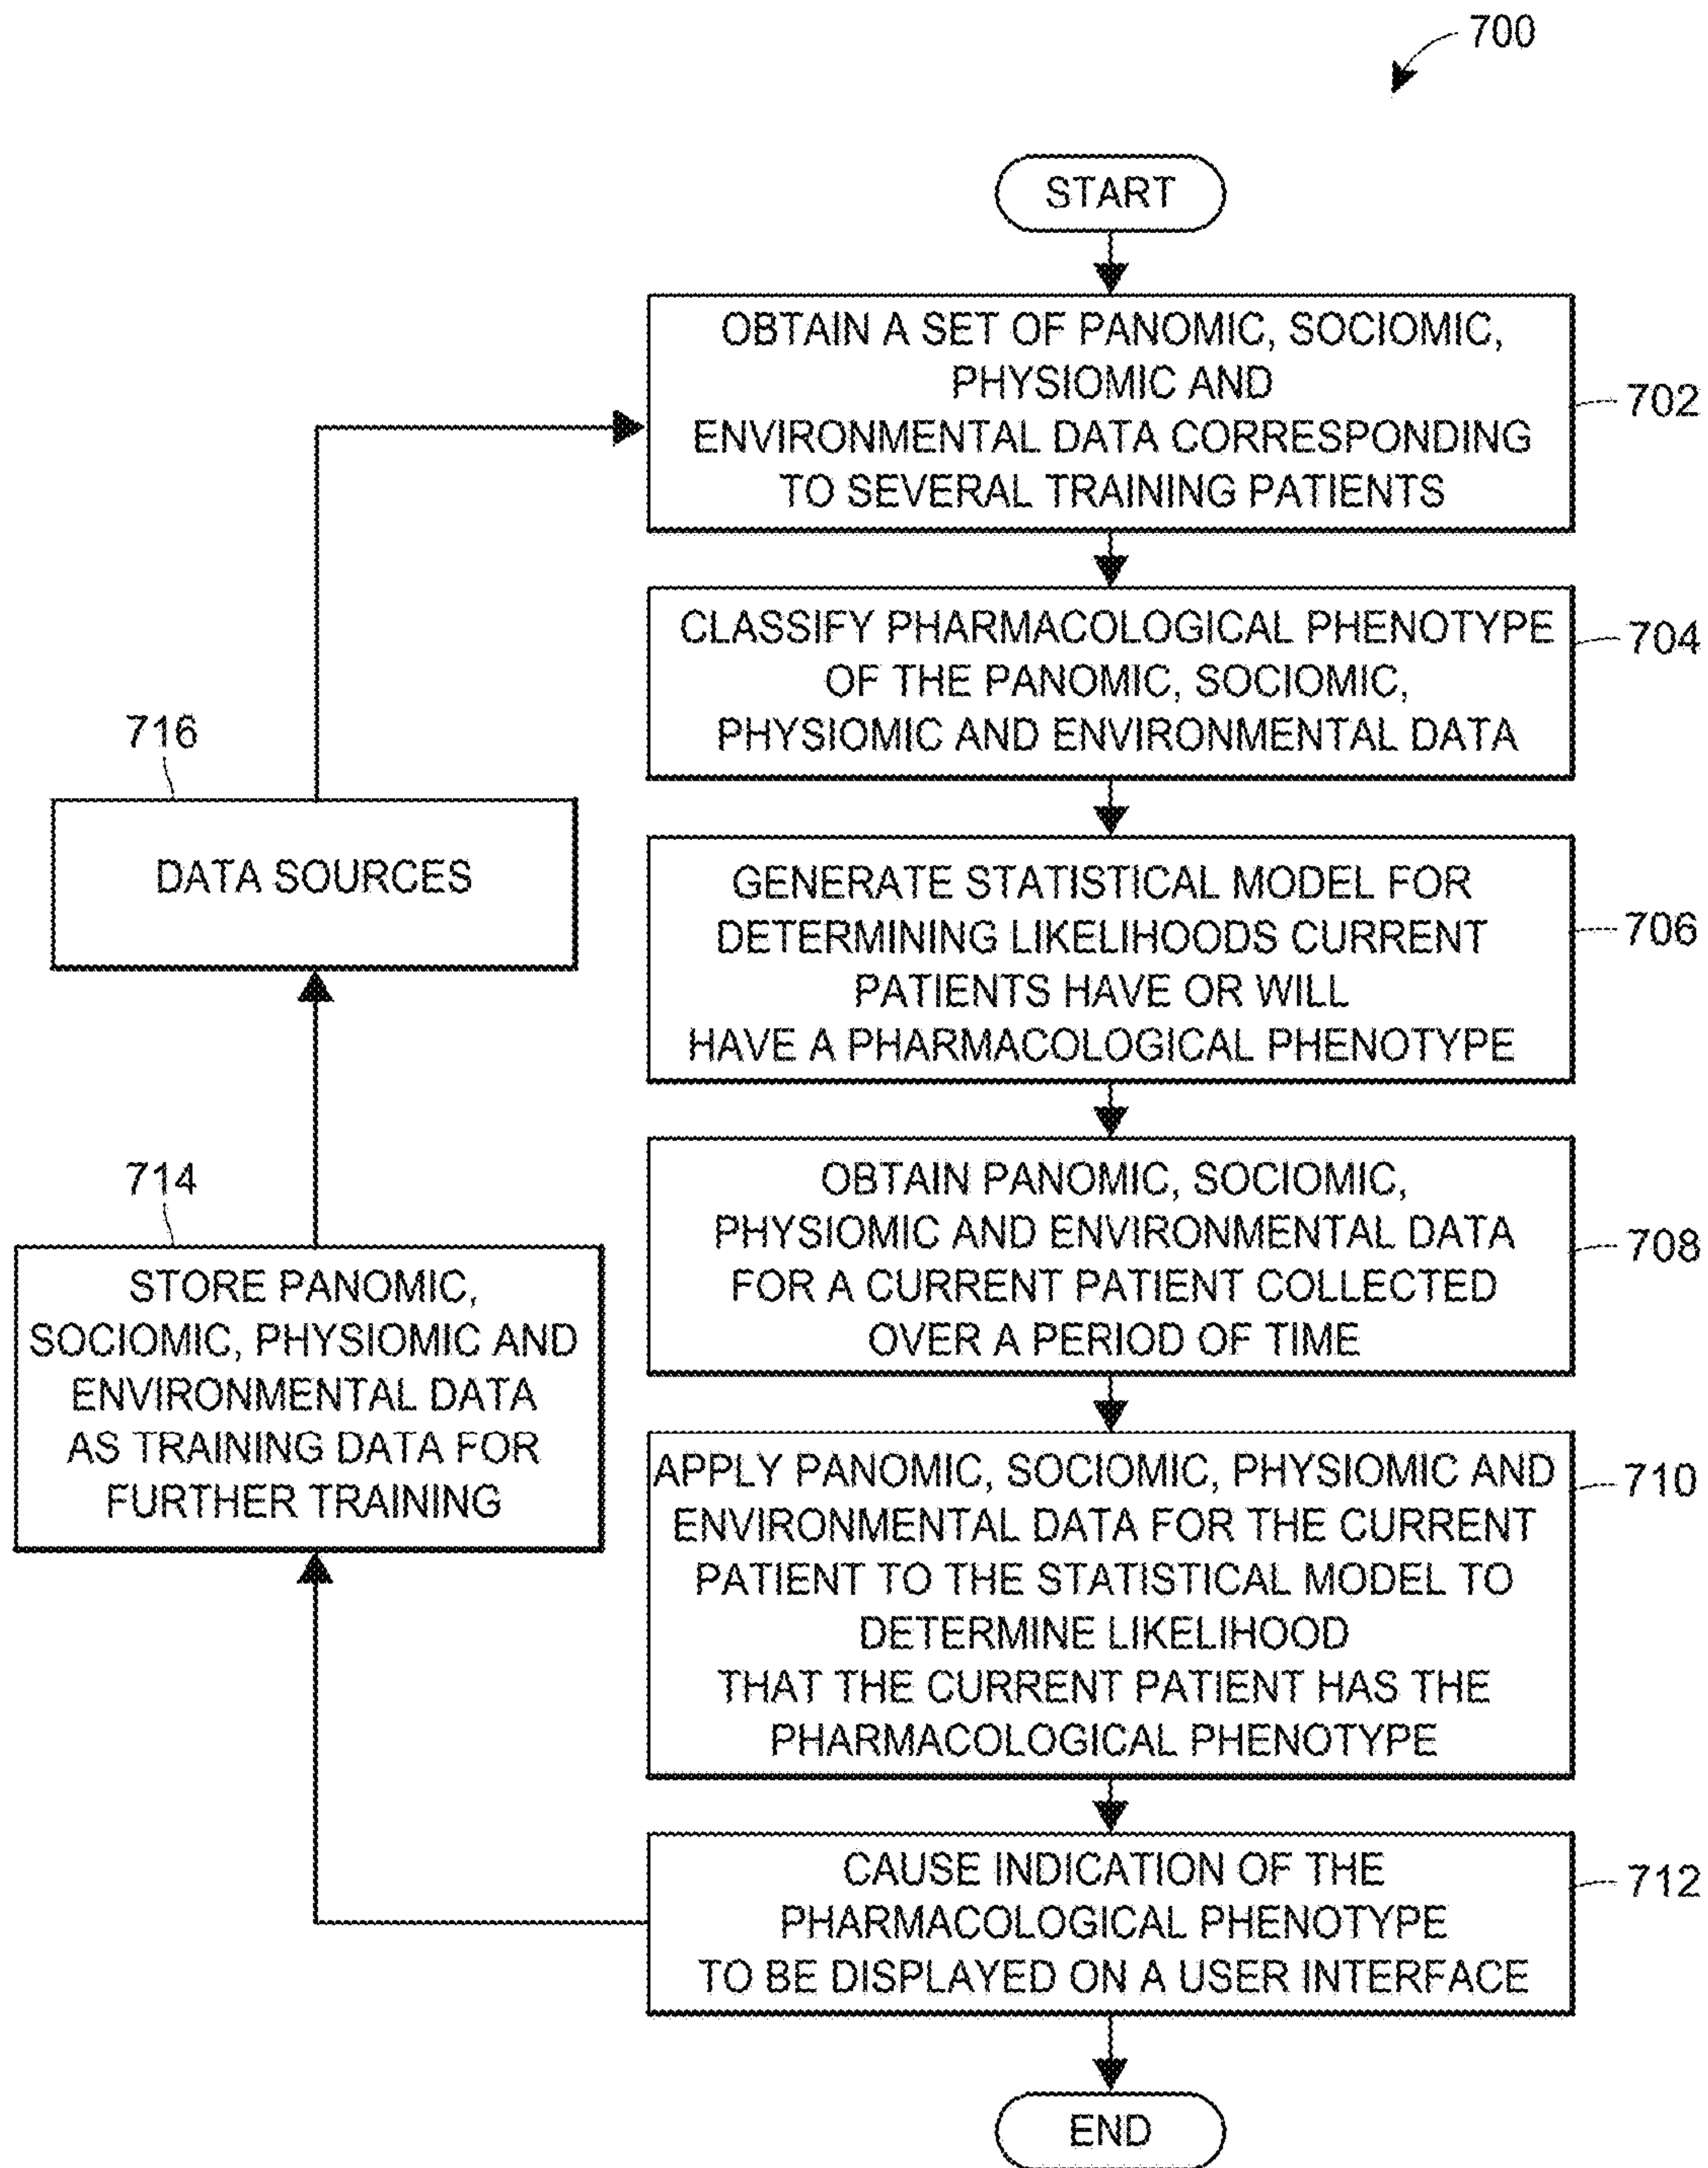 700
START
OBTAIN A SET OF PANOMIC, SOCIOMIC,
PHYSIOMIC AND
ENVIRONMENTAL DATA CORRESPONDING
TO SEVERAL TRAINING PATIENTS
702
CLASSIFY PHARMACOLOGICAL PHENOTYPE
OF THE PANOMIC, SOCIOMIC,
PHYSIOMIC AND ENVIRONMENTAL DATA
704
716
DATA SOURCES
GENERATE STATISTICAL MODEL FOR
DETERMINING LIKELIHOODS CURRENT
PATIENTS HAVE OR WILL
HAVE A PHARMACOLOGICAL PHENOTYPE
706
OBTAIN PANOMIC, SOCIOMIC,
PHYSIOMIC AND ENVIRONMENTAL DATA
FOR A CURRENT PATIENT COLLECTED
OVER A PERIOD OF TIME
708
714
STORE PANOMIC,
SOCIOMIC, PHYSIOMIC AND
ENVIRONMENTAL DATA
AS TRAINING DATA FOR
FURTHER TRAINING
APPLY PANOMIC, SOCIOMIC, PHYSIOMIC AND
ENVIRONMENTAL DATA FOR THE CURRENT
PATIENT TO THE STATISTICAL MODEL TO
DETERMINE LIKELIHOOD
THAT THE CURRENT PATIENT HAS THE
PHARMACOLOGICAL PHENOTYPE
710
CAUSE INDICATION OF THE
PHARMACOLOGICAL PHENOTYPE
TO BE DISPLAYED ON A USER INTERFACE
712
END